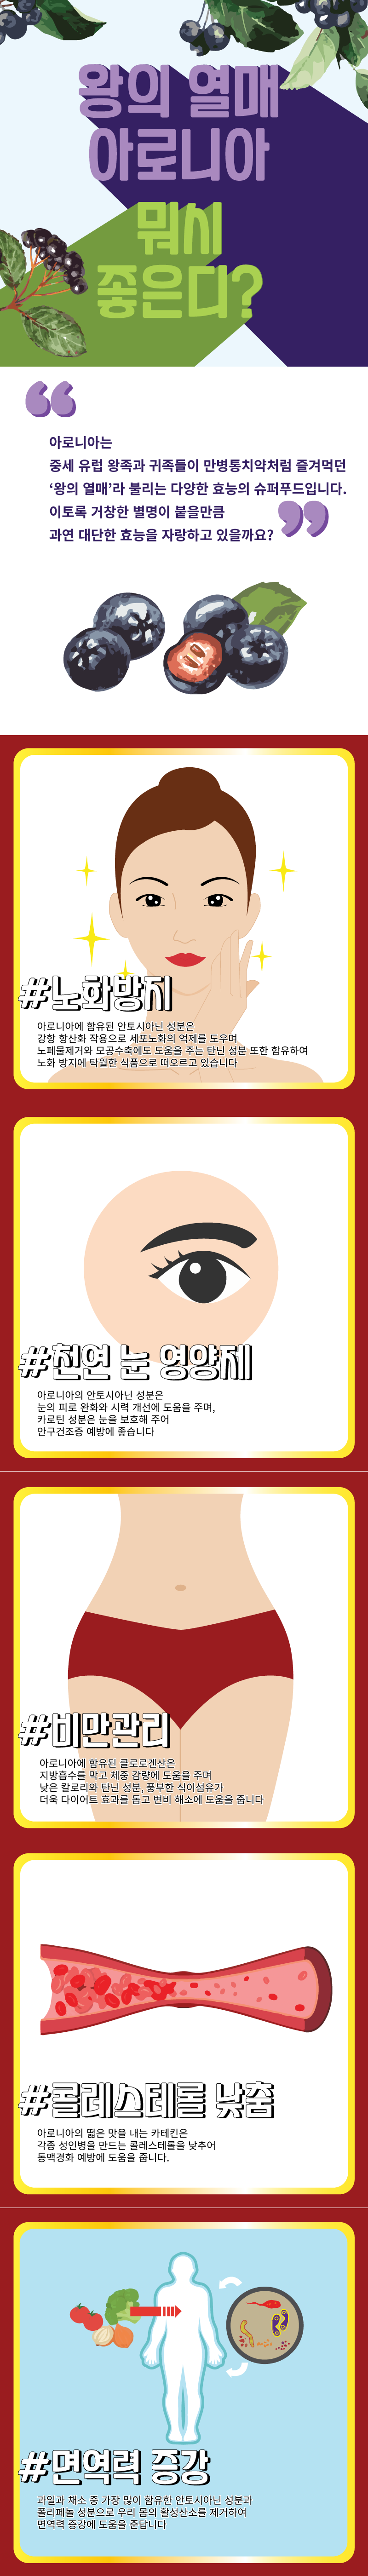 왕의 열매
아로니아
뭐시
좋은디?
“
아로니아는
중세 유럽 왕족과 귀족들이 만병통치약처럼 즐겨먹던
‘왕의 열매’라 불리는 다양한 효능의 슈퍼푸드입니다.
이토록 거창한 별명이 붙을만큼
과연 대단한 효능을 자랑하고 있을까요?
”
#노화방지
아로니아에 함유된 안토시아닌 성분은
강항 항산화 작용으로 세포노화의 억제를 도우며
노폐물제거와 모공수축에도 도움을 주는 탄닌 성분 또한 함유하여
노화 방지에 탁월한 식품으로 떠오르고 있습니다
#천연 눈 영양제
아로니아의 안토시아닌 성분은
눈의 피로 완화와 시력 개선에 도움을 주며,
카로틴 성분은 눈을 보호해 주어
안구건조증 예방에 좋습니다
#비만관리
아로니아에 함유된 클로로겐산은
지방흡수를 막고 체중 감량에 도움을 주며
낮은 칼로리와 탄닌 성분, 풍부한 식이섬유가
더욱 다이어트 효과를 돕고 변비 해소에 도움을 줍니다
#콜레스테롤 낮춤
아로니아의 떫은 맛을 내는 카테킨은
각종 성인병을 만드는 콜레스테롤을 낮추어
동맥경화 예방에 도움을 줍니다.
#면역력 증강
과일과 채소 중 가장 많이 함유한 안토시아닌 성분과
폴리페놀 성분으로 우리 몸의 활성산소를 제거하여
면역력 증강에 도움을 준답니다